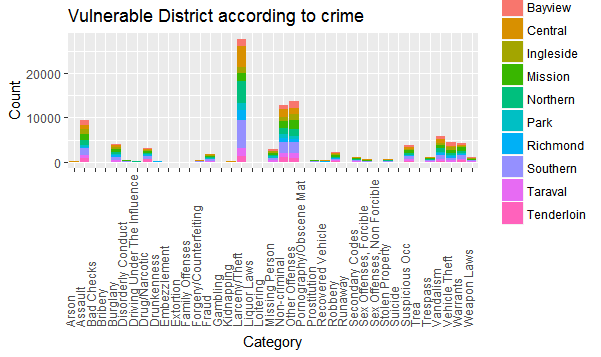 Vulnerable District according to crime
Count
20000
10000
0
Arson
Assault
Bad Checks
Bribery
Burglary
Disorderly Conduct
Driving Under The Influence
Drug/Narcotic
Drunkenness
Embezzlement
Extortion
Family Offenses
Forgery/Counterfeiting
Fraud
Gambling
Kidnapping
Larceny/Theft
Liquor Laws
Loitering
Missing Person
Non-criminal
Other Offenses
Pornography/Obscene Mat
Prostitution
Recovered Vehicle
Robbery
Runaway
Secondary Codes
Sex Offenses, Forcible
Sex Offenses, Non Forcible
Stolen Property
Suicide
Suspicious Occ
Trea
Trespass
Vandalism
Vehicle Theft
Warrants
Weapon Laws
Category
Bayview
Central
Ingleside
Mission
Northern
Park
Richmond
Southern
Taraval
Tenderloin